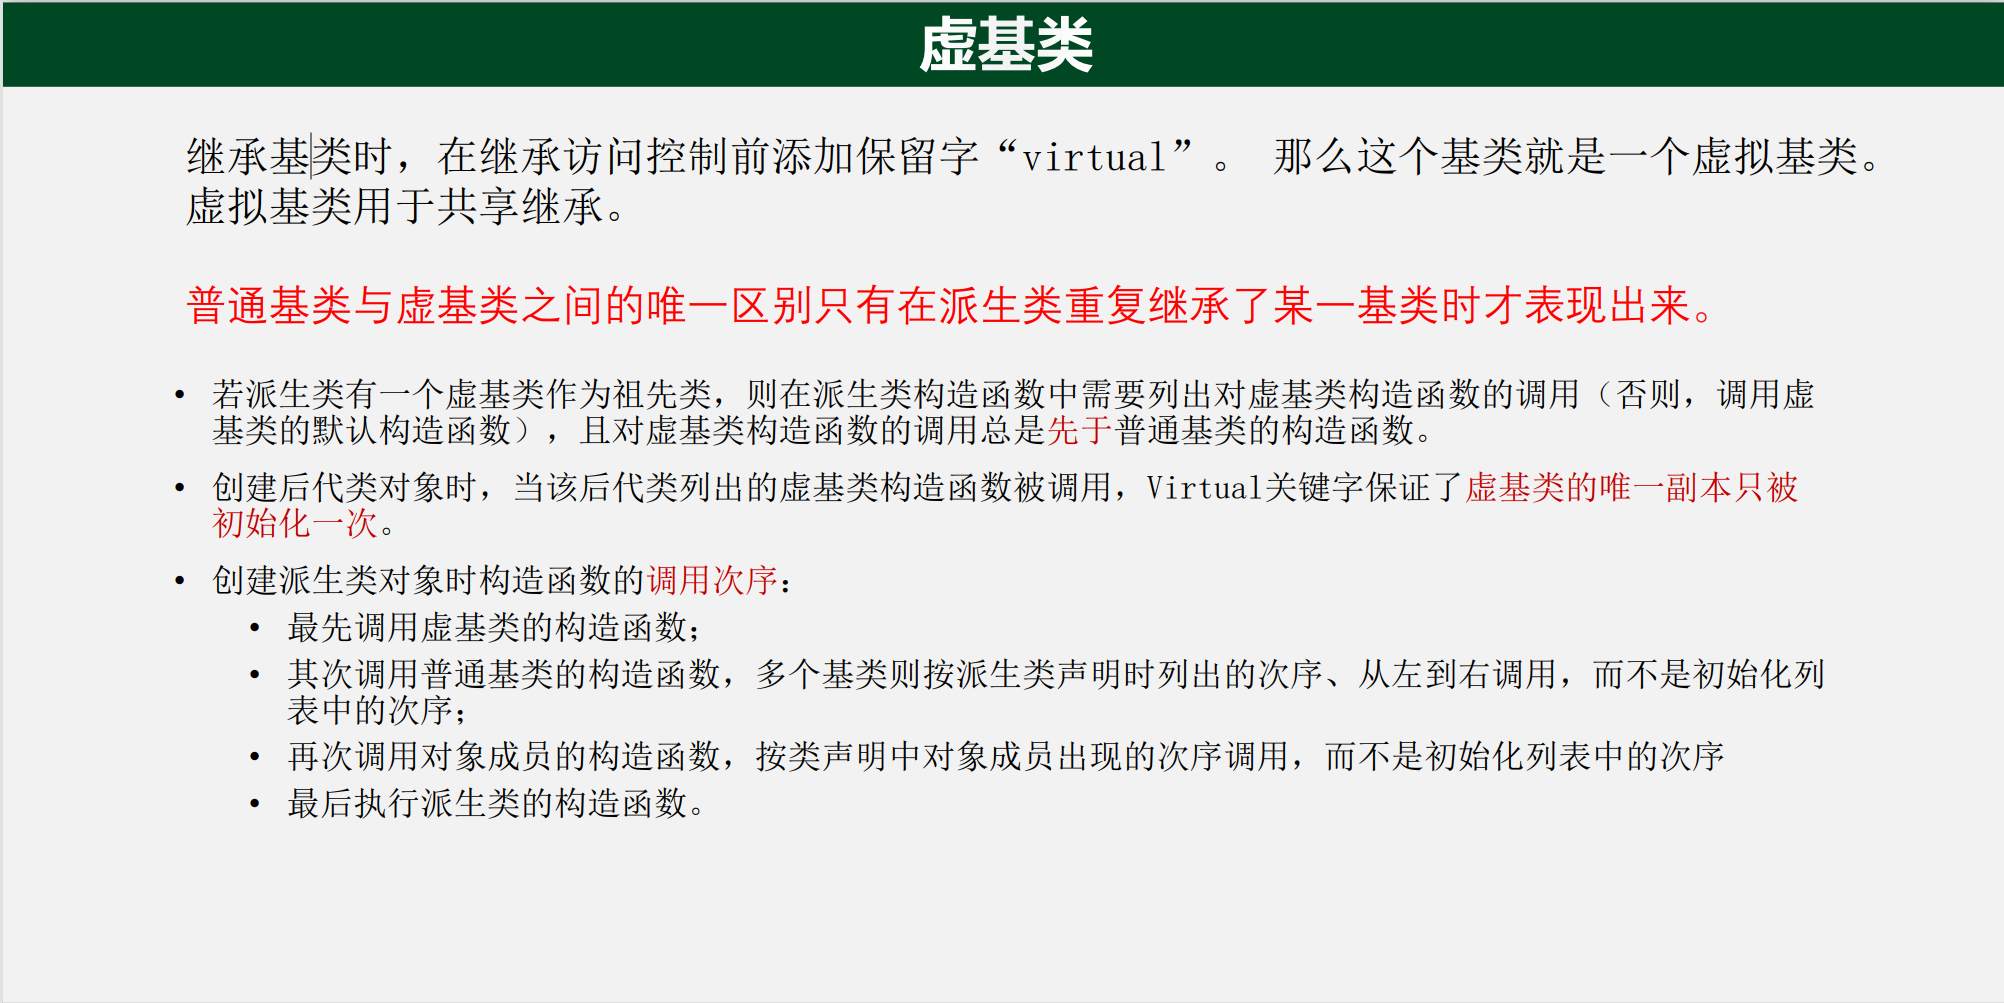 虚基类
继承基类时，在继承访问控制前添加保留字“virtual”。 那么这个基类就是一个虚拟基类。
虚拟基类用于共享继承。
普通基类与虚基类之间的唯一区别只有在派生类重复继承了某一基类时才表现出来。
• 若派生类有一个虚基类作为祖先类，则在派生类构造函数中需要列出对虚基类构造函数的调用（否则，调用虚
基类的默认构造函数），且对虚基类构造函数的调用总是先于普通基类的构造函数。
• 创建后代类对象时，当该后代类列出的虚基类构造函数被调用，Virtual关键字保证了虚基类的唯一副本只被
初始化一次。
• 创建派生类对象时构造函数的调用次序：
• 最先调用虚基类的构造函数；
• 其次调用普通基类的构造函数，多个基类则按派生类声明时列出的次序、从左到右调用，而不是初始化列
表中的次序；
• 再次调用对象成员的构造函数，按类声明中对象成员出现的次序调用，而不是初始化列表中的次序
• 最后执行派生类的构造函数。